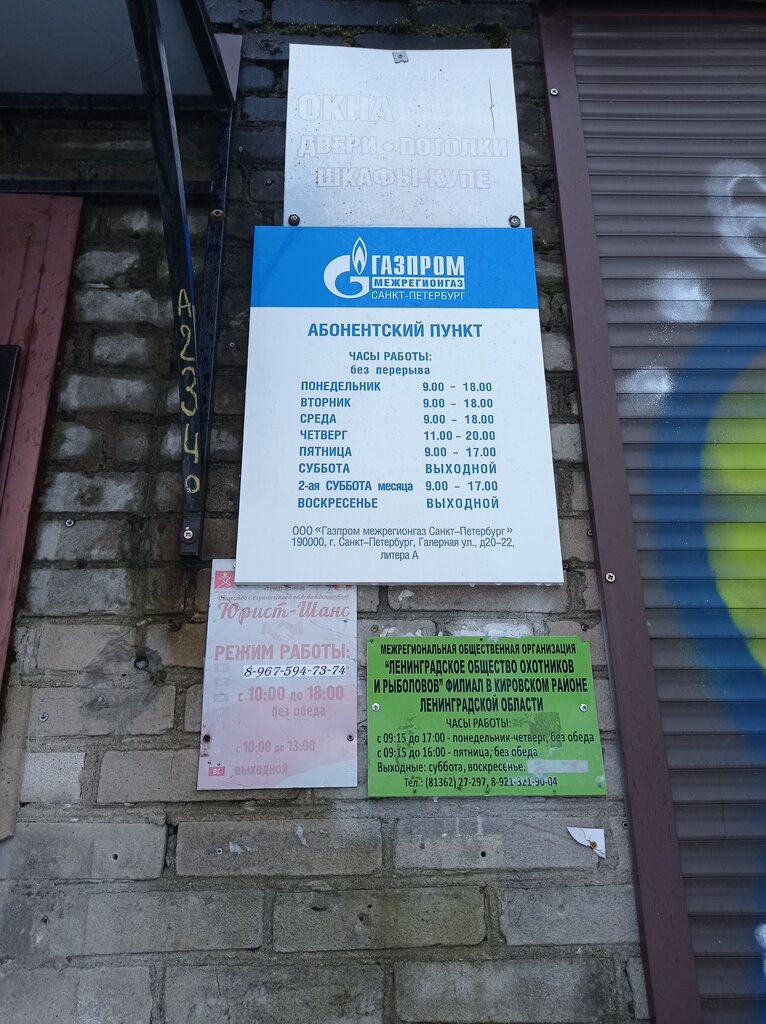 ОКНА
ДВЕРИ • ПОТОЛКИ
ШКАФЫ-КУПЕ
ГАЗПРОМ
МЕЖРЕГИОНГАЗ
САНКТ-ПЕТЕРБУРГ
АБОНЕНТСКИЙ ПУНКТ
ЧАСЫ РАБОТЫ:
без перерыва
ПОНЕДЕЛЬНИК 9.00 - 18.00
ВТОРНИК 9.00 - 18.00
СРЕДА 9.00 - 18.00
ЧЕТВЕРГ 11.00 - 20.00
ПЯТНИЦА 9.00 - 17.00
СУББОТА ВЫХОДНОЙ
2-ая СУББОТА месяца 9.00 - 17.00
ВОСКРЕСЕНЬЕ ВЫХОДНОЙ
ООО "Газпром межрегионгаз Санкт-Петербург"
190000, г. Санкт-Петербург, Галерная ул., д20-22,
литера А
А2234о
Общество с ограниченной ответственностью
Юрист-Шанс
РЕЖИМ РАБОТЫ:
8-967-594-73-74
с 10:00 до 18:00
без обеда
с 10:00 до 13:00
ВС ВЫХОДНОЙ
МЕЖРЕГИОНАЛЬНАЯ ОБЩЕСТВЕННАЯ ОРГАНИЗАЦИЯ
"ЛЕНИНГРАДСКОЕ ОБЩЕСТВО ОХОТНИКОВ
И РЫБОЛОВОВ" ФИЛИАЛ В КИРОВСКОМ РАЙОНЕ
ЛЕНИНГРАДСКОЙ ОБЛАСТИ
ЧАСЫ РАБОТЫ:
с 09:15 до 17:00 - понедельник-четверг, без обеда
с 09:15 до 16:00 - пятница, без обеда
Выходные: суббота, воскресенье.
Тел.: (81362) 27-297, 8-921-321-90-04